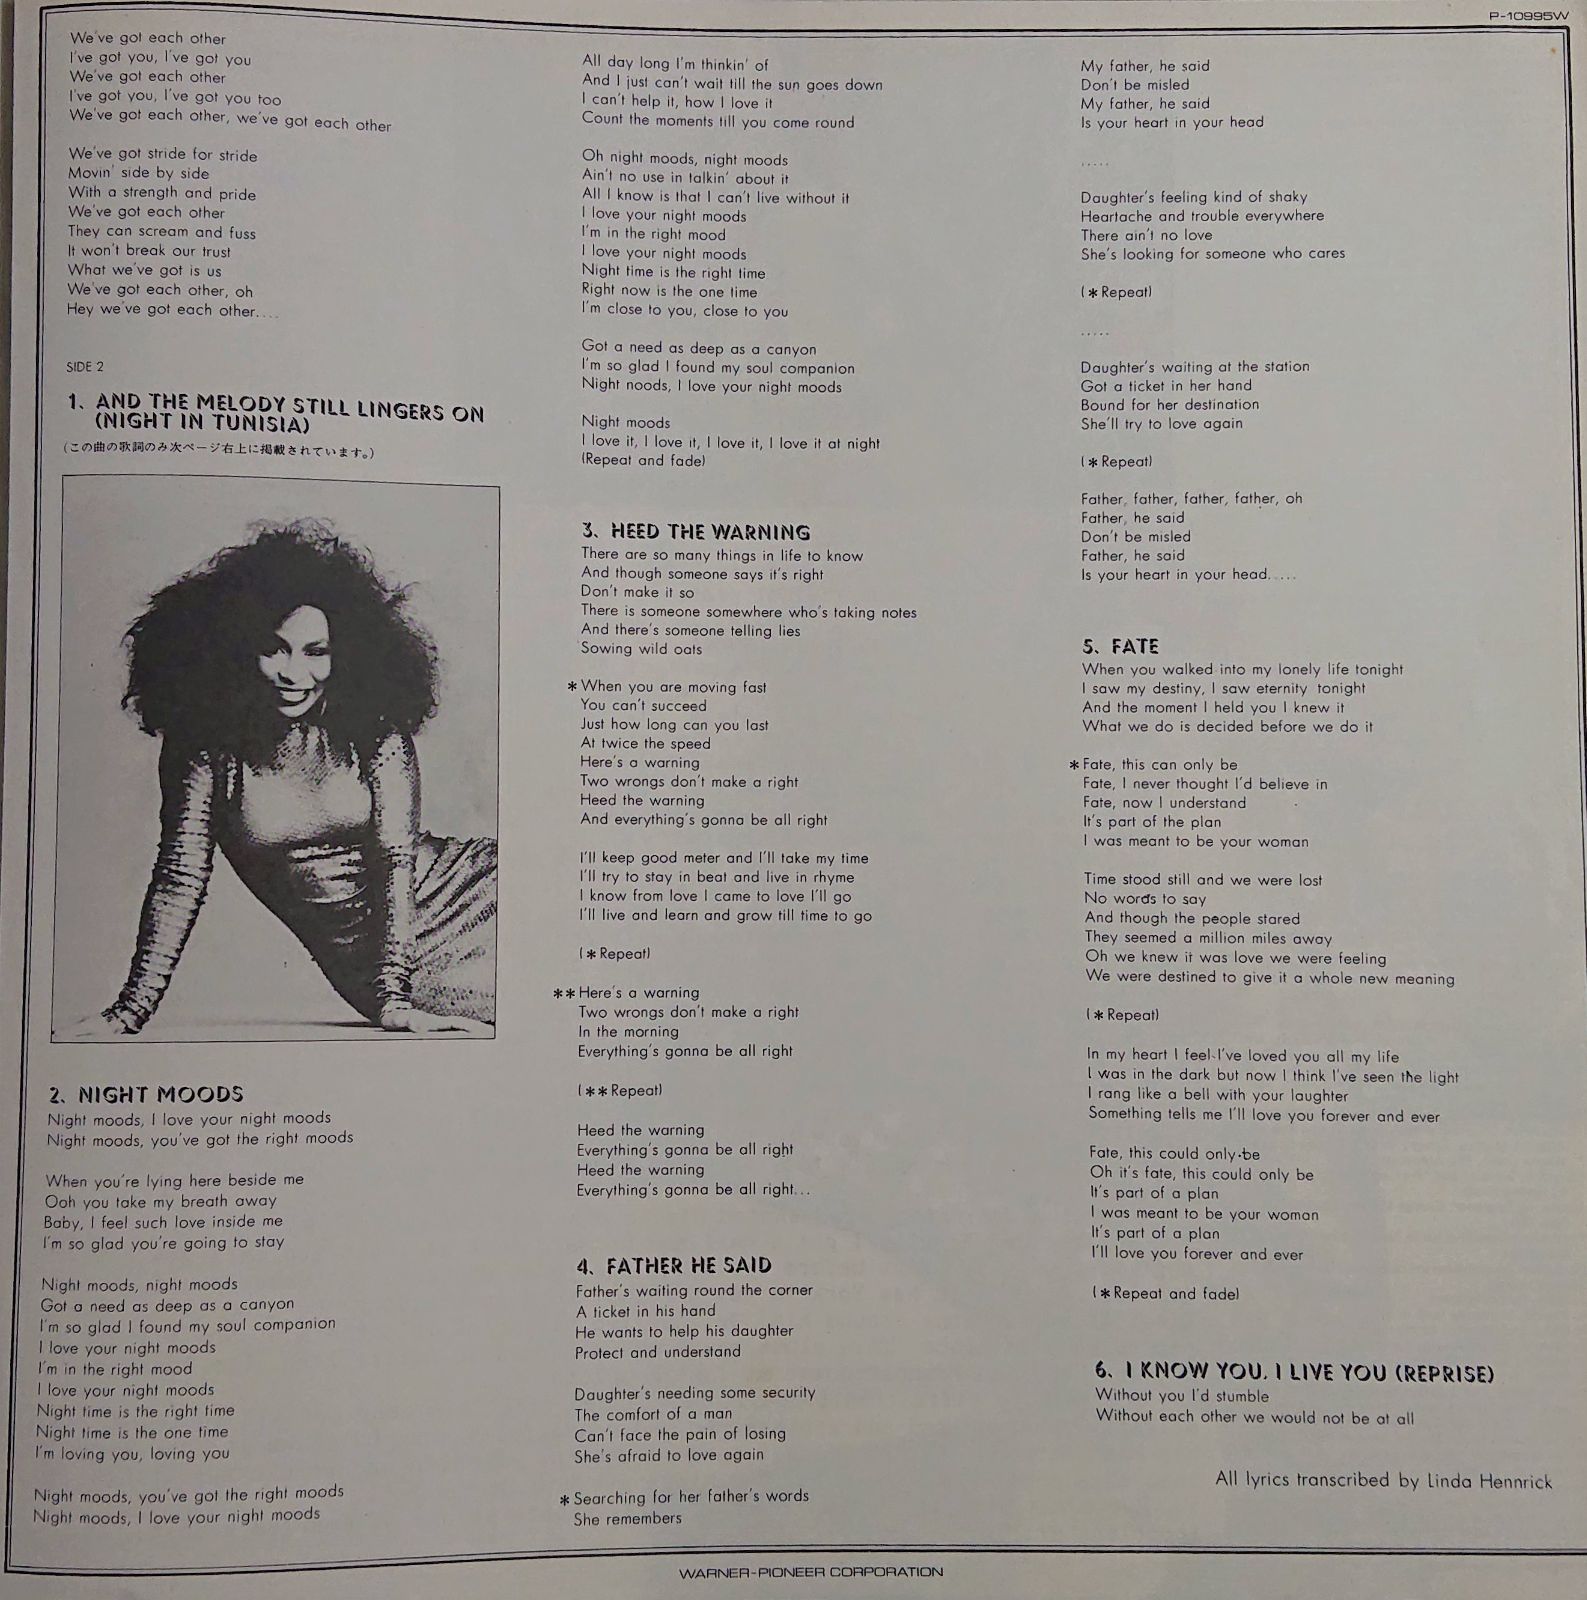 P-10995W
We've got each other
I've got you, I've got you
We've got each other
I've got you, I've got you too
We've got each other, we've got each other
We've got stride for stride
Movin' side by side
With a strength and pride
We've got each other
They can scream and fuss
It won't break our trust
What we've got is us
We've got each other, oh
Hey we've got each other....
SIDE 2
1. AND THE MELODY STILL LINGERS ON
(NIGHT IN TUNISIA)
(この曲の歌詞のみ次ページ右上に掲載されています。)
2. NIGHT MOODS
Night moods, I love your night moods
Night moods, you've got the right moods
When you're lying here beside me
Ooh you take my breath away
Baby, I feel such love inside me
I'm so glad you're going to stay
Night moods, night moods
Got a need as deep as a canyon
I'm so glad I found my soul companion
I love your night moods
I'm in the right mood
I love your night moods
Night time is the right time
Night time is the one time
I'm loving you, loving you
Night moods, you've got the right moods
Night moods, I love your night moods
All day long I'm thinkin' of
And I just can't wait till the sun goes down
I can't help it, how I love it
Count the moments till you come round
Oh night moods, night moods
Ain't no use in talkin' about it
All I know is that I can't live without it
I love your night moods
I'm in the right mood
I love your night moods
Night time is the right time
Right now is the one time
I'm close to you, close to you
Got a need as deep as a canyon
I'm so glad I found my soul companion
Night noods, I love your night moods
Night moods
I love it, I love it, I love it, I love it at night
(Repeat and fade)
3. HEED THE WARNING
There are so many things in life to know
And though someone says it's right
Don't make it so
There is someone somewhere who's taking notes
And there's someone telling lies
Sowing wild oats
* When you are moving fast
You can't succeed
Just how long can you last
At twice the speed
Here's a warning
Two wrongs don't make a right
Heed the warning
And everything's gonna be all right
I'll keep good meter and I'll take my time
I'll try to stay in beat and live in rhyme
I know from love I came to love I'll go
I'll live and learn and grow till time to go
(* Repeat)
** Here's a warning
Two wrongs don't make a right
In the morning
Everything's gonna be all right
(** Repeat)
Heed the warning
Everything's gonna be all right
Heed the warning
Everything's gonna be all right...
4. FATHER HE SAID
Father's waiting round the corner
A ticket in his hand
He wants to help his daughter
Protect and understand
Daughter's needing some security
The comfort of a man
Can't face the pain of losing
She's afraid to love again
* Searching for her father's words
She remembers
My father, he said
Don't be misled
My father, he said
Is your heart in your head
.....
Daughter's feeling kind of shaky
Heartache and trouble everywhere
There ain't no love
She's looking for someone who cares
(* Repeat)
.....
Daughter's waiting at the station
Got a ticket in her hand
Bound for her destination
She'll try to love again
(* Repeat)
Father, father, father, father, oh
Father, he said
Don't be misled
Father, he said
Is your heart in your head.....
5. FATE
When you walked into my lonely life tonight
I saw my destiny, I saw eternity tonight
And the moment I held you I knew it
What we do is decided before we do it
* Fate, this can only be
Fate, I never thought I'd believe in
Fate, now I understand
It's part of the plan
I was meant to be your woman
Time stood still and we were lost
No words to say
And though the people stared
They seemed a million miles away
Oh we knew it was love we were feeling
We were destined to give it a whole new meaning
(* Repeat)
In my heart I feel I've loved you all my life
I was in the dark but now I think I've seen the light
I rang like a bell with your laughter
Something tells me I'll love you forever and ever
Fate, this could only be
Oh it's fate, this could only be
It's part of a plan
I was meant to be your woman
It's part of a plan
I'll love you forever and ever
(* Repeat and fade)
6. I KNOW YOU, I LIVE YOU (REPRISE)
Without you I'd stumble
Without each other we would not be at all
All lyrics transcribed by Linda Hennrick
WARNER-PIONEER CORPORATION